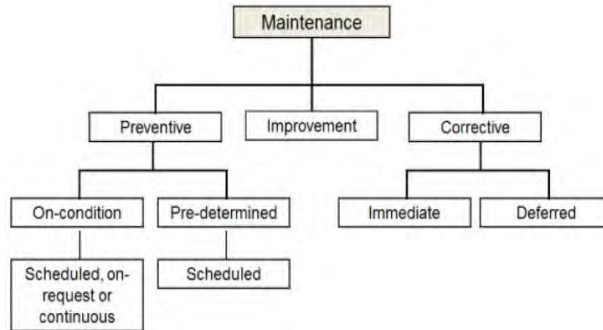 Maintenance
Preventive
Improvement
Corrective
On-condition
Pre-determined
Immediate
Deferred
Scheduled, on-
request or
continuous
Scheduled